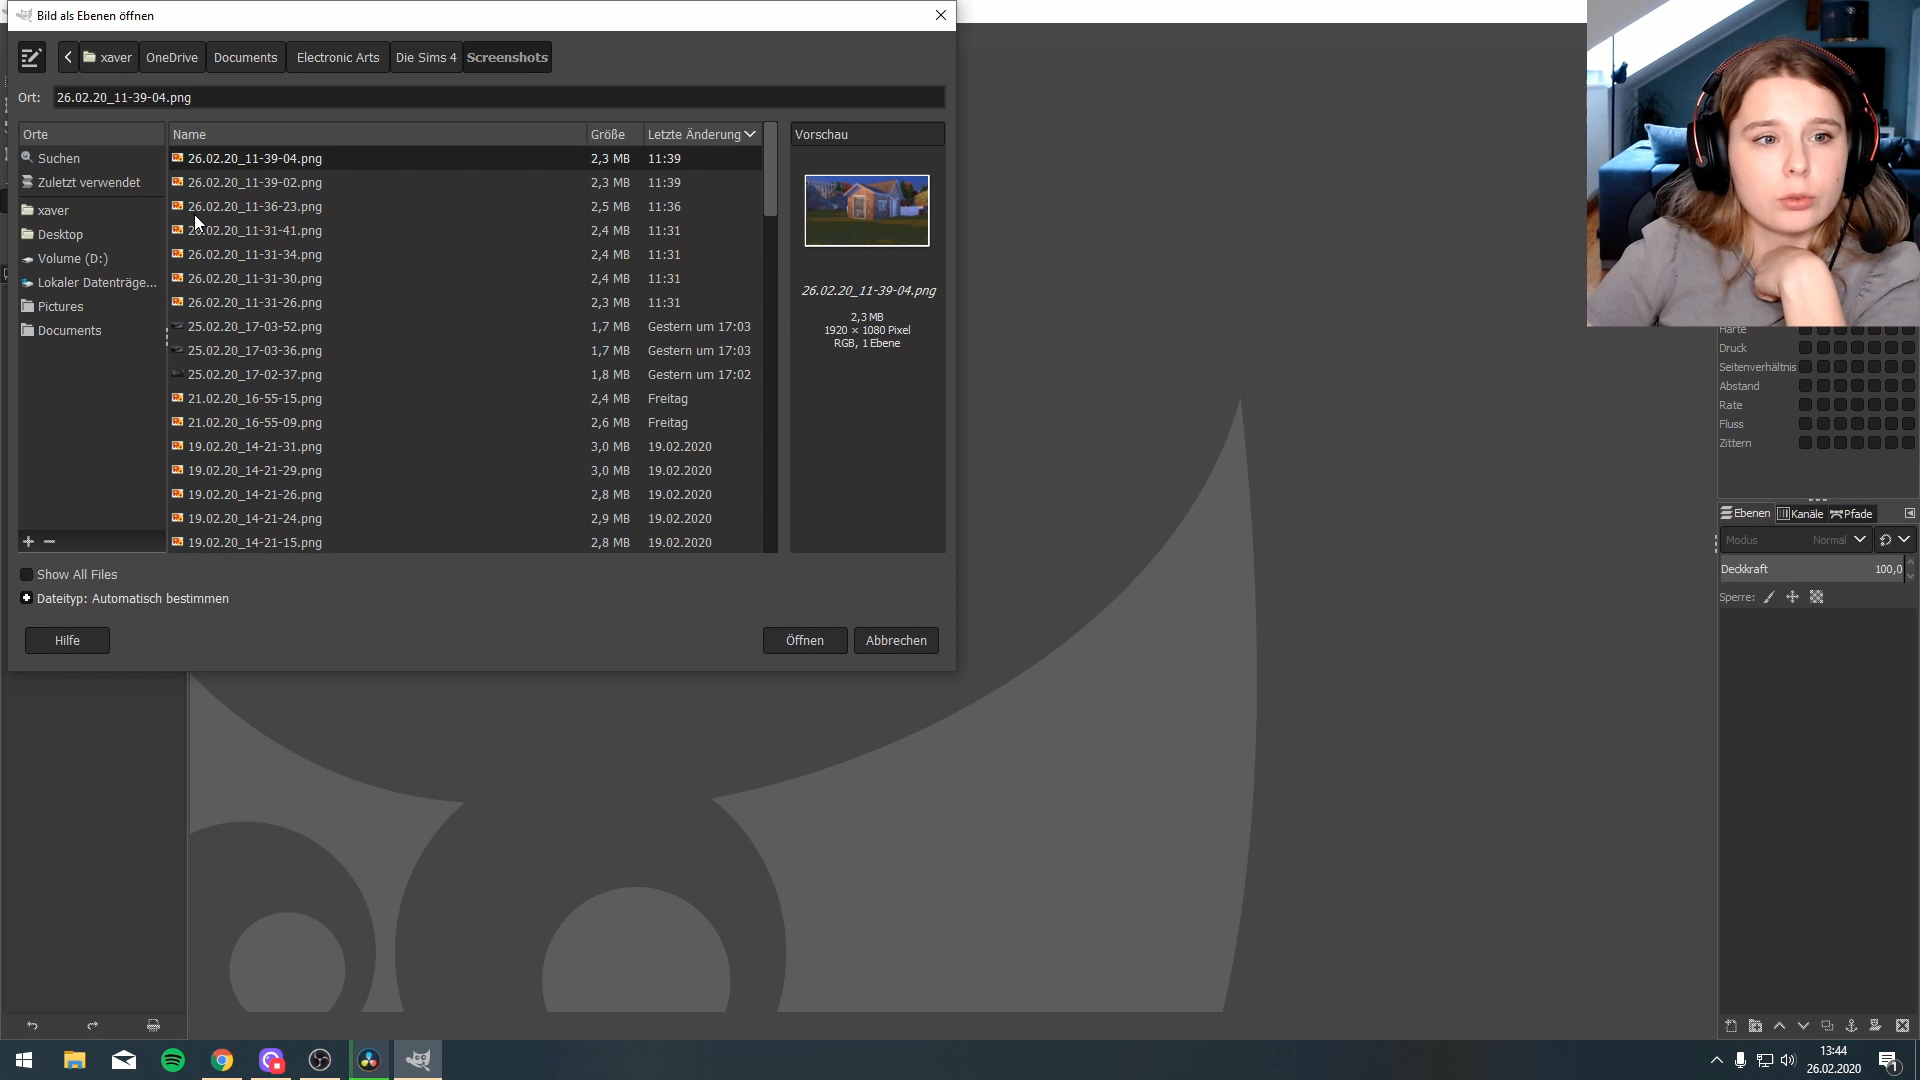 Bild als Ebenen öffnen
xaver OneDrive Documents Electronic Arts Die Sims 4 Screenshots
Ort: 26.02.20_11-39-04.png
Orte
Suchen
Zuletzt verwendet
xaver
Desktop
Volume (D:)
Lokaler Datenträge...
Pictures
Documents
Name Größe Letzte Änderung
26.02.20_11-39-04.png 2,3 MB 11:39
26.02.20_11-39-02.png 2,3 MB 11:39
26.02.20_11-36-23.png 2,5 MB 11:36
26.02.20_11-31-41.png 2,4 MB 11:31
26.02.20_11-31-34.png 2,4 MB 11:31
26.02.20_11-31-30.png 2,4 MB 11:31
26.02.20_11-31-26.png 2,3 MB 11:31
25.02.20_17-03-52.png 1,7 MB Gestern um 17:03
25.02.20_17-03-36.png 1,7 MB Gestern um 17:03
25.02.20_17-02-37.png 1,8 MB Gestern um 17:02
21.02.20_16-55-15.png 2,4 MB Freitag
21.02.20_16-55-09.png 2,6 MB Freitag
19.02.20_14-21-31.png 3,0 MB 19.02.2020
19.02.20_14-21-29.png 3,0 MB 19.02.2020
19.02.20_14-21-26.png 2,8 MB 19.02.2020
19.02.20_14-21-24.png 2,9 MB 19.02.2020
19.02.20_14-21-15.png 2,8 MB 19.02.2020
Vorschau
26.02.20_11-39-04.png
2,3 MB
1920 × 1080 Pixel
RGB, 1 Ebene
Show All Files
Dateityp: Automatisch bestimmen
Hilfe Öffnen Abbrechen
Härte
Druck
Seitenverhältnis
Abstand
Rate
Fluss
Zittern
Ebenen Kanäle Pfade
Modus Normal
Deckkraft 100,0
Sperre:
13:44
26.02.2020
1